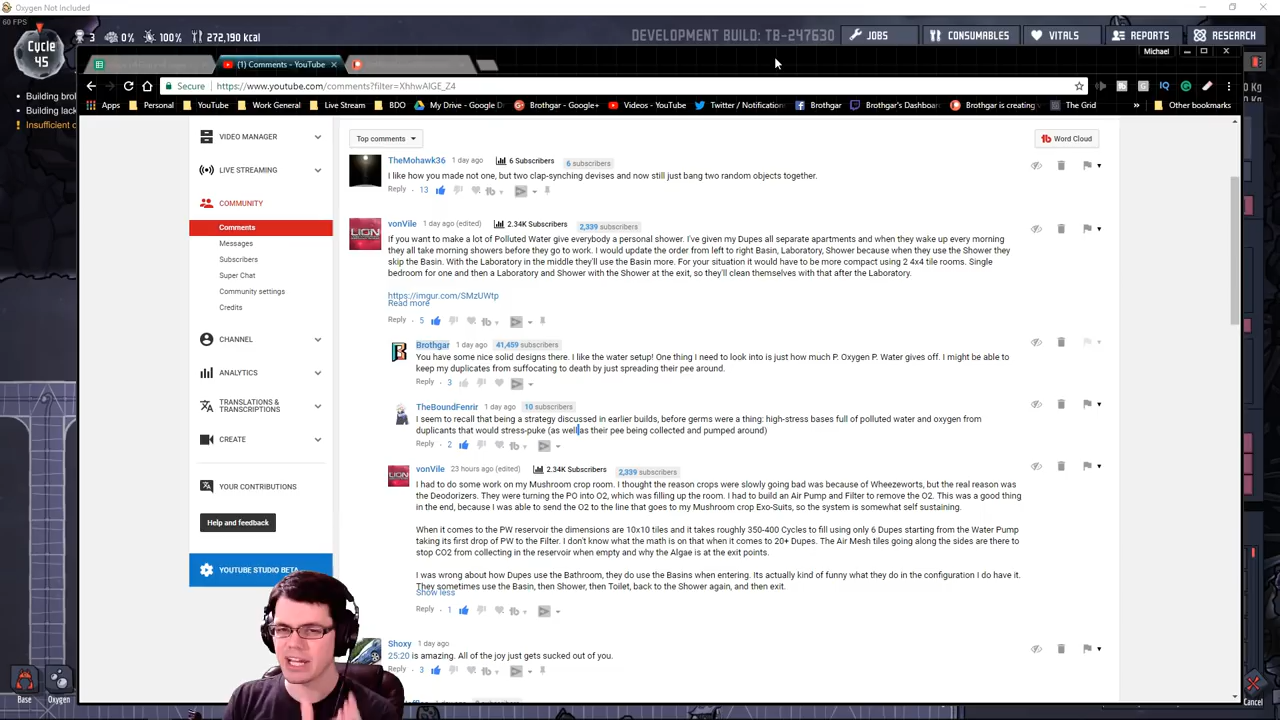 Oxygen Not Included
60 FPS
Cycle
45
3
0%
100%
272,190 kcal
DEVELOPMENT BUILD: TB-247630
JOBS
CONSUMABLES
VITALS
REPORTS
RESEARCH
Michael
(1) Comments - YouTube
Building bro
Building lack
Insufficient o
Secure
https://www.youtube.com/comments?filter=XhhwAIGE_Z4
Apps
Personal
YouTube
Work General
Live Stream
BDO
My Drive - Google D
Brothgar - Google+
Videos - YouTube
Twitter / Notification
Brothgar
Brothgar's Dashboa
Brothgar is creating
The Grid
Other bookmarks
VIDEO MANAGER
LIVE STREAMING
COMMUNITY
Comments
Messages
Subscribers
Super Chat
Community settings
Credits
CHANNEL
ANALYTICS
TRANSLATIONS &
TRANSCRIPTIONS
CREATE
YOUR CONTRIBUTIONS
Help and feedback
YOUTUBE STUDIO BETA
Top comments
Word Cloud
TheMohawk36 1 day ago 6 Subscribers 6 subscribers
I like how you made not one, but two clap-synching devises and now still just bang two random objects together.
Reply · 13
vonVile 1 day ago (edited) 2.34K Subscribers 2,339 subscribers
If you want to make a lot of Polluted Water give everybody a personal shower. I've given my Dupes all separate apartments and when they wake up every morning
they all take morning showers before they go to work. I would update the order from left to right Basin, Laboratory, Shower because when they use the Shower they
skip the Basin. With the Laboratory in the middle they'll use the Basin more. For your situation it would have to be more compact using 2 4x4 tile rooms. Single
bedroom for one and then a Laboratory and Shower with the Shower at the exit, so they'll clean themselves with that after the Laboratory.
https://imgur.com/SMzUWtp
Read more
Reply · 5
Brothgar 1 day ago 41,459 subscribers
You have some nice solid designs there. I like the water setup! One thing I need to look into is just how much P. Oxygen P. Water gives off. I might be able to
keep my duplicates from suffocating to death by just spreading their pee around.
Reply · 3
TheBoundFenrir 1 day ago 10 subscribers
I seem to recall that being a strategy discussed in earlier builds, before germs were a thing: high-stress bases full of polluted water and oxygen from
duplicants that would stress-puke (as well as their pee being collected and pumped around)
Reply · 2
vonVile 23 hours ago (edited) 2.34K Subscribers 2,339 subscribers
I had to do some work on my Mushroom crop room. I thought the reason crops were slowly going bad was because of Wheezeworts, but the real reason was
the Deodorizers. They were turning the PO into O2, which was filling up the room. I had to build an Air Pump and Filter to remove the O2. This was a good thing
in the end, because I was able to send the O2 to the line that goes to my Mushroom crop Exo-Suits, so the system is somewhat self sustaining.
When it comes to the PW reservoir the dimensions are 10x10 tiles and it takes roughly 350-400 Cycles to fill using only 6 Dupes starting from the Water Pump
taking its first drop of PW to the Filter. I don't know what the math is on that when it comes to 20+ Dupes. The Air Mesh tiles going along the sides are there to
stop CO2 from collecting in the reservoir when empty and why the Algae is at the exit points.
I was wrong about how Dupes use the Bathroom, they do use the Basins when entering. Its actually kind of funny what they do in the configuration I do have it.
They sometimes use the Basin, then Shower, then Toilet, back to the Shower again, and then exit.
Show less
Reply · 1
Shoxy 1 day ago
25:20 is amazing. All of the joy just gets sucked out of you.
Reply · 3
Base
Oxygen
Cancel